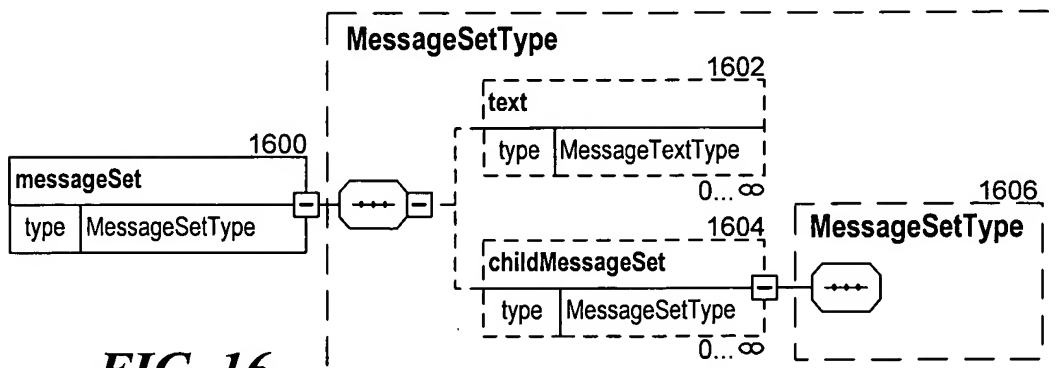 MessageSetType
1602
text
type MessageTextType
0... ∞
1600
messageSet
type MessageSetType
1604
childMessageSet
type MessageSetType
0... ∞
1606
MessageSetType
FIG. 16